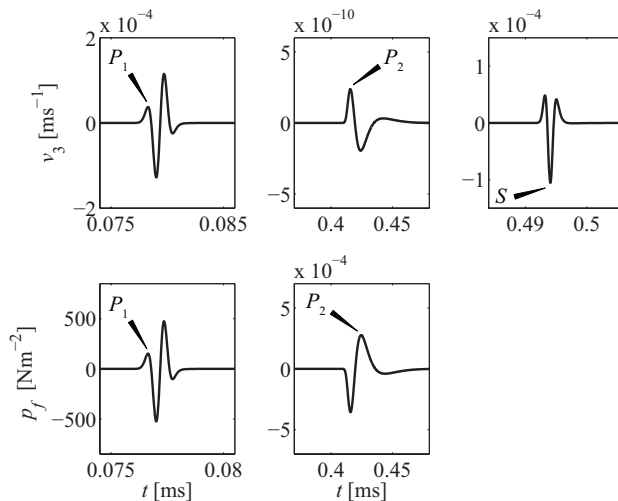 x 10⁻⁴
x 10⁻¹⁰
x 10⁻⁴
2
0
−2
v₃ [ms⁻¹]
P₁
0.075
0.085
5
0
−5
P₂
0.4
0.45
1
0
−1
S
0.49
0.5
x 10⁻⁴
500
0
−500
p_f [Nm⁻²]
P₁
0.075
0.08
t [ms]
5
0
−5
P₂
0.4
0.45
t [ms]